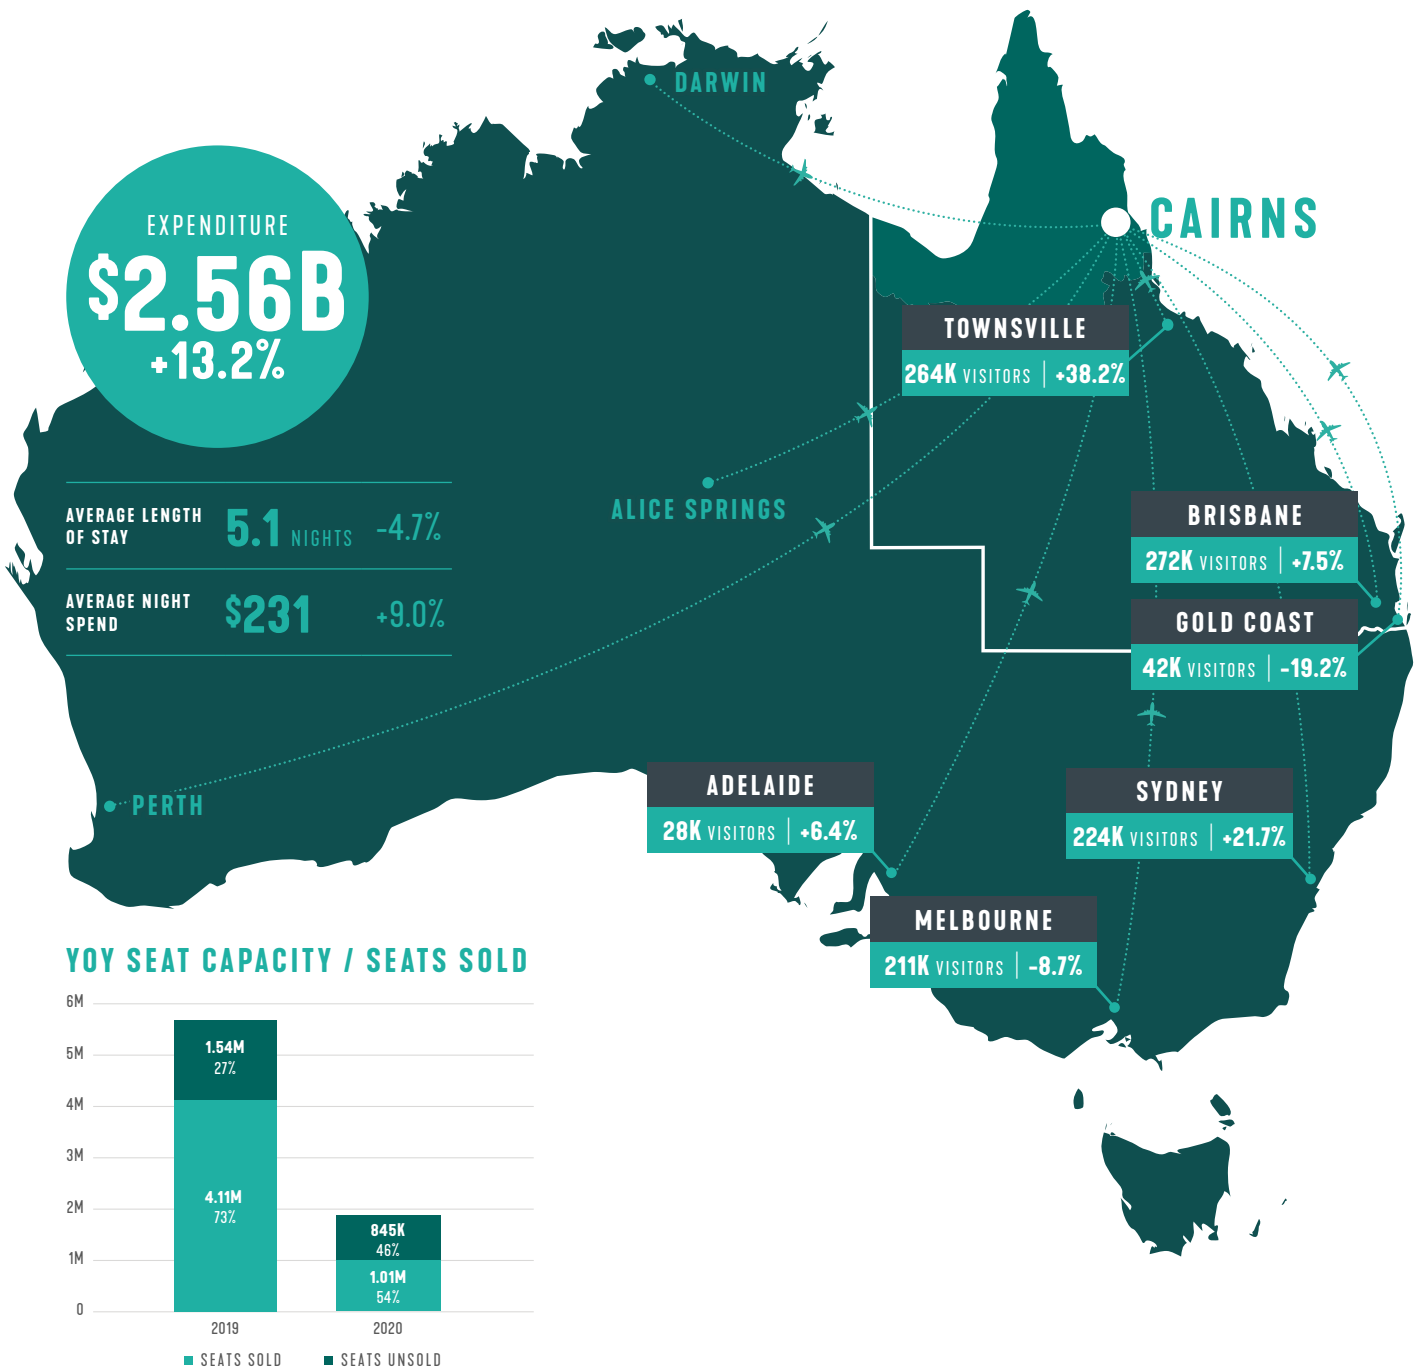 DARWIN
CAIRNS
EXPENDITURE
$2.56B
+13.2%
TOWNSVILLE
264K VISITORS | +38.2%
ALICE SPRINGS
AVERAGE LENGTH
OF STAY
5.1 NIGHTS -4.7%
AVERAGE NIGHT
SPEND
$231 +9.0%
BRISBANE
272K VISITORS | +7.5%
GOLD COAST
42K VISITORS | -19.2%
PERTH
ADELAIDE
28K VISITORS | +6.4%
SYDNEY
224K VISITORS | +21.7%
MELBOURNE
211K VISITORS | -8.7%
YOY SEAT CAPACITY / SEATS SOLD
6M
5M
4M
3M
2M
1M
0
1.54M
27%
4.11M
73%
845K
46%
1.01M
54%
2019 2020
SEATS SOLD SEATS UNSOLD